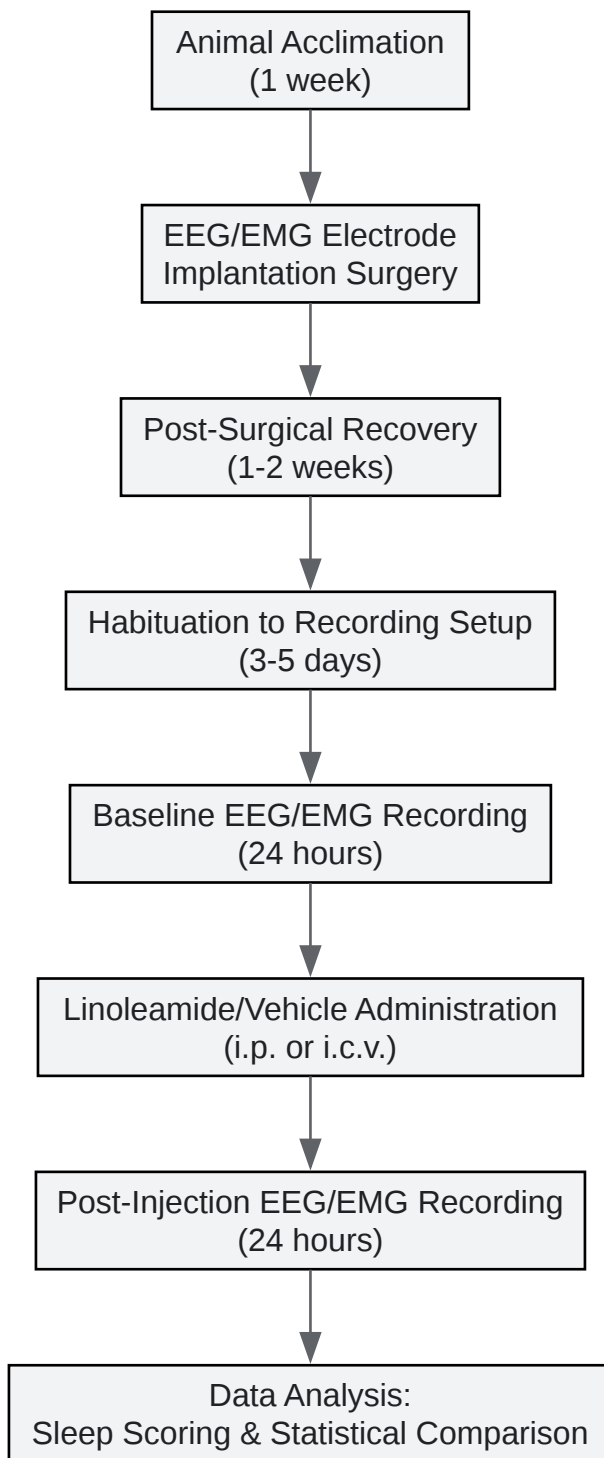 Animal Acclimation
(1 week)
EEG/EMG Electrode
Implantation Surgery
Post-Surgical Recovery
(1-2 weeks)
Habituation to Recording Setup
(3-5 days)
Baseline EEG/EMG Recording
(24 hours)
Linoleamide/Vehicle Administration
(i.p. or i.c.v.)
Post-Injection EEG/EMG Recording
(24 hours)
Data Analysis:
Sleep Scoring & Statistical Comparison